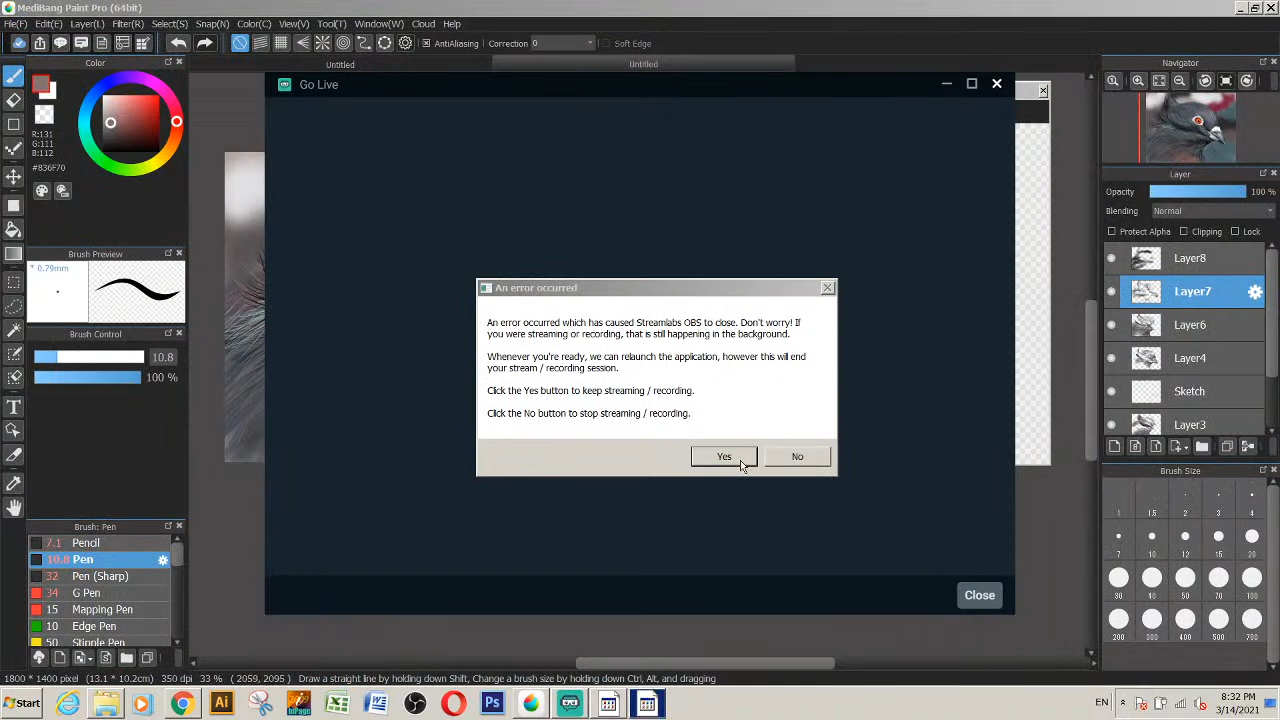 MediBang Paint Pro (64bit)
File(F) Edit(E) Layer(L) Filter(R) Select(S) Snap(N) Color(C) View(V) Tool(T) Window(W) Cloud Help
AntiAliasing Correction 0 Soft Edge
Untitled Untitled
Color
R:131
G:111
B:112
#836F70
Brush Preview
0.79mm
Brush Control
10.8
100 %
Brush: Pen
7.1 Pencil
10.8 Pen
32 Pen (Sharp)
34 G Pen
15 Mapping Pen
10 Edge Pen
50 Stipple Pen
Go Live
An error occurred
An error occurred which has caused Streamlabs OBS to close. Don't worry! If
you were streaming or recording, that is still happening in the background.
Whenever you're ready, we can relaunch the application, however this will end
your stream / recording session.
Click the Yes button to keep streaming / recording.
Click the No button to stop streaming / recording.
Yes No
Close
Navigator
Layer
Opacity 100 %
Blending Normal
Protect Alpha Clipping Lock
Layer8
Layer7
Layer6
Layer4
Sketch
Layer3
Brush Size
1 1.5 2 3 4
7 10 12 15 20
30 40 50 70 100
200 300 400 500 700
1800 * 1400 pixel (13.1 * 10.2cm) 350 dpi 33 % ( 2059, 2095) Draw a straight line by holding down Shift, Change a brush size by holding down Ctrl, Alt, and dragging
Start
Ai
Ps
EN
8:32 PM
3/14/2021